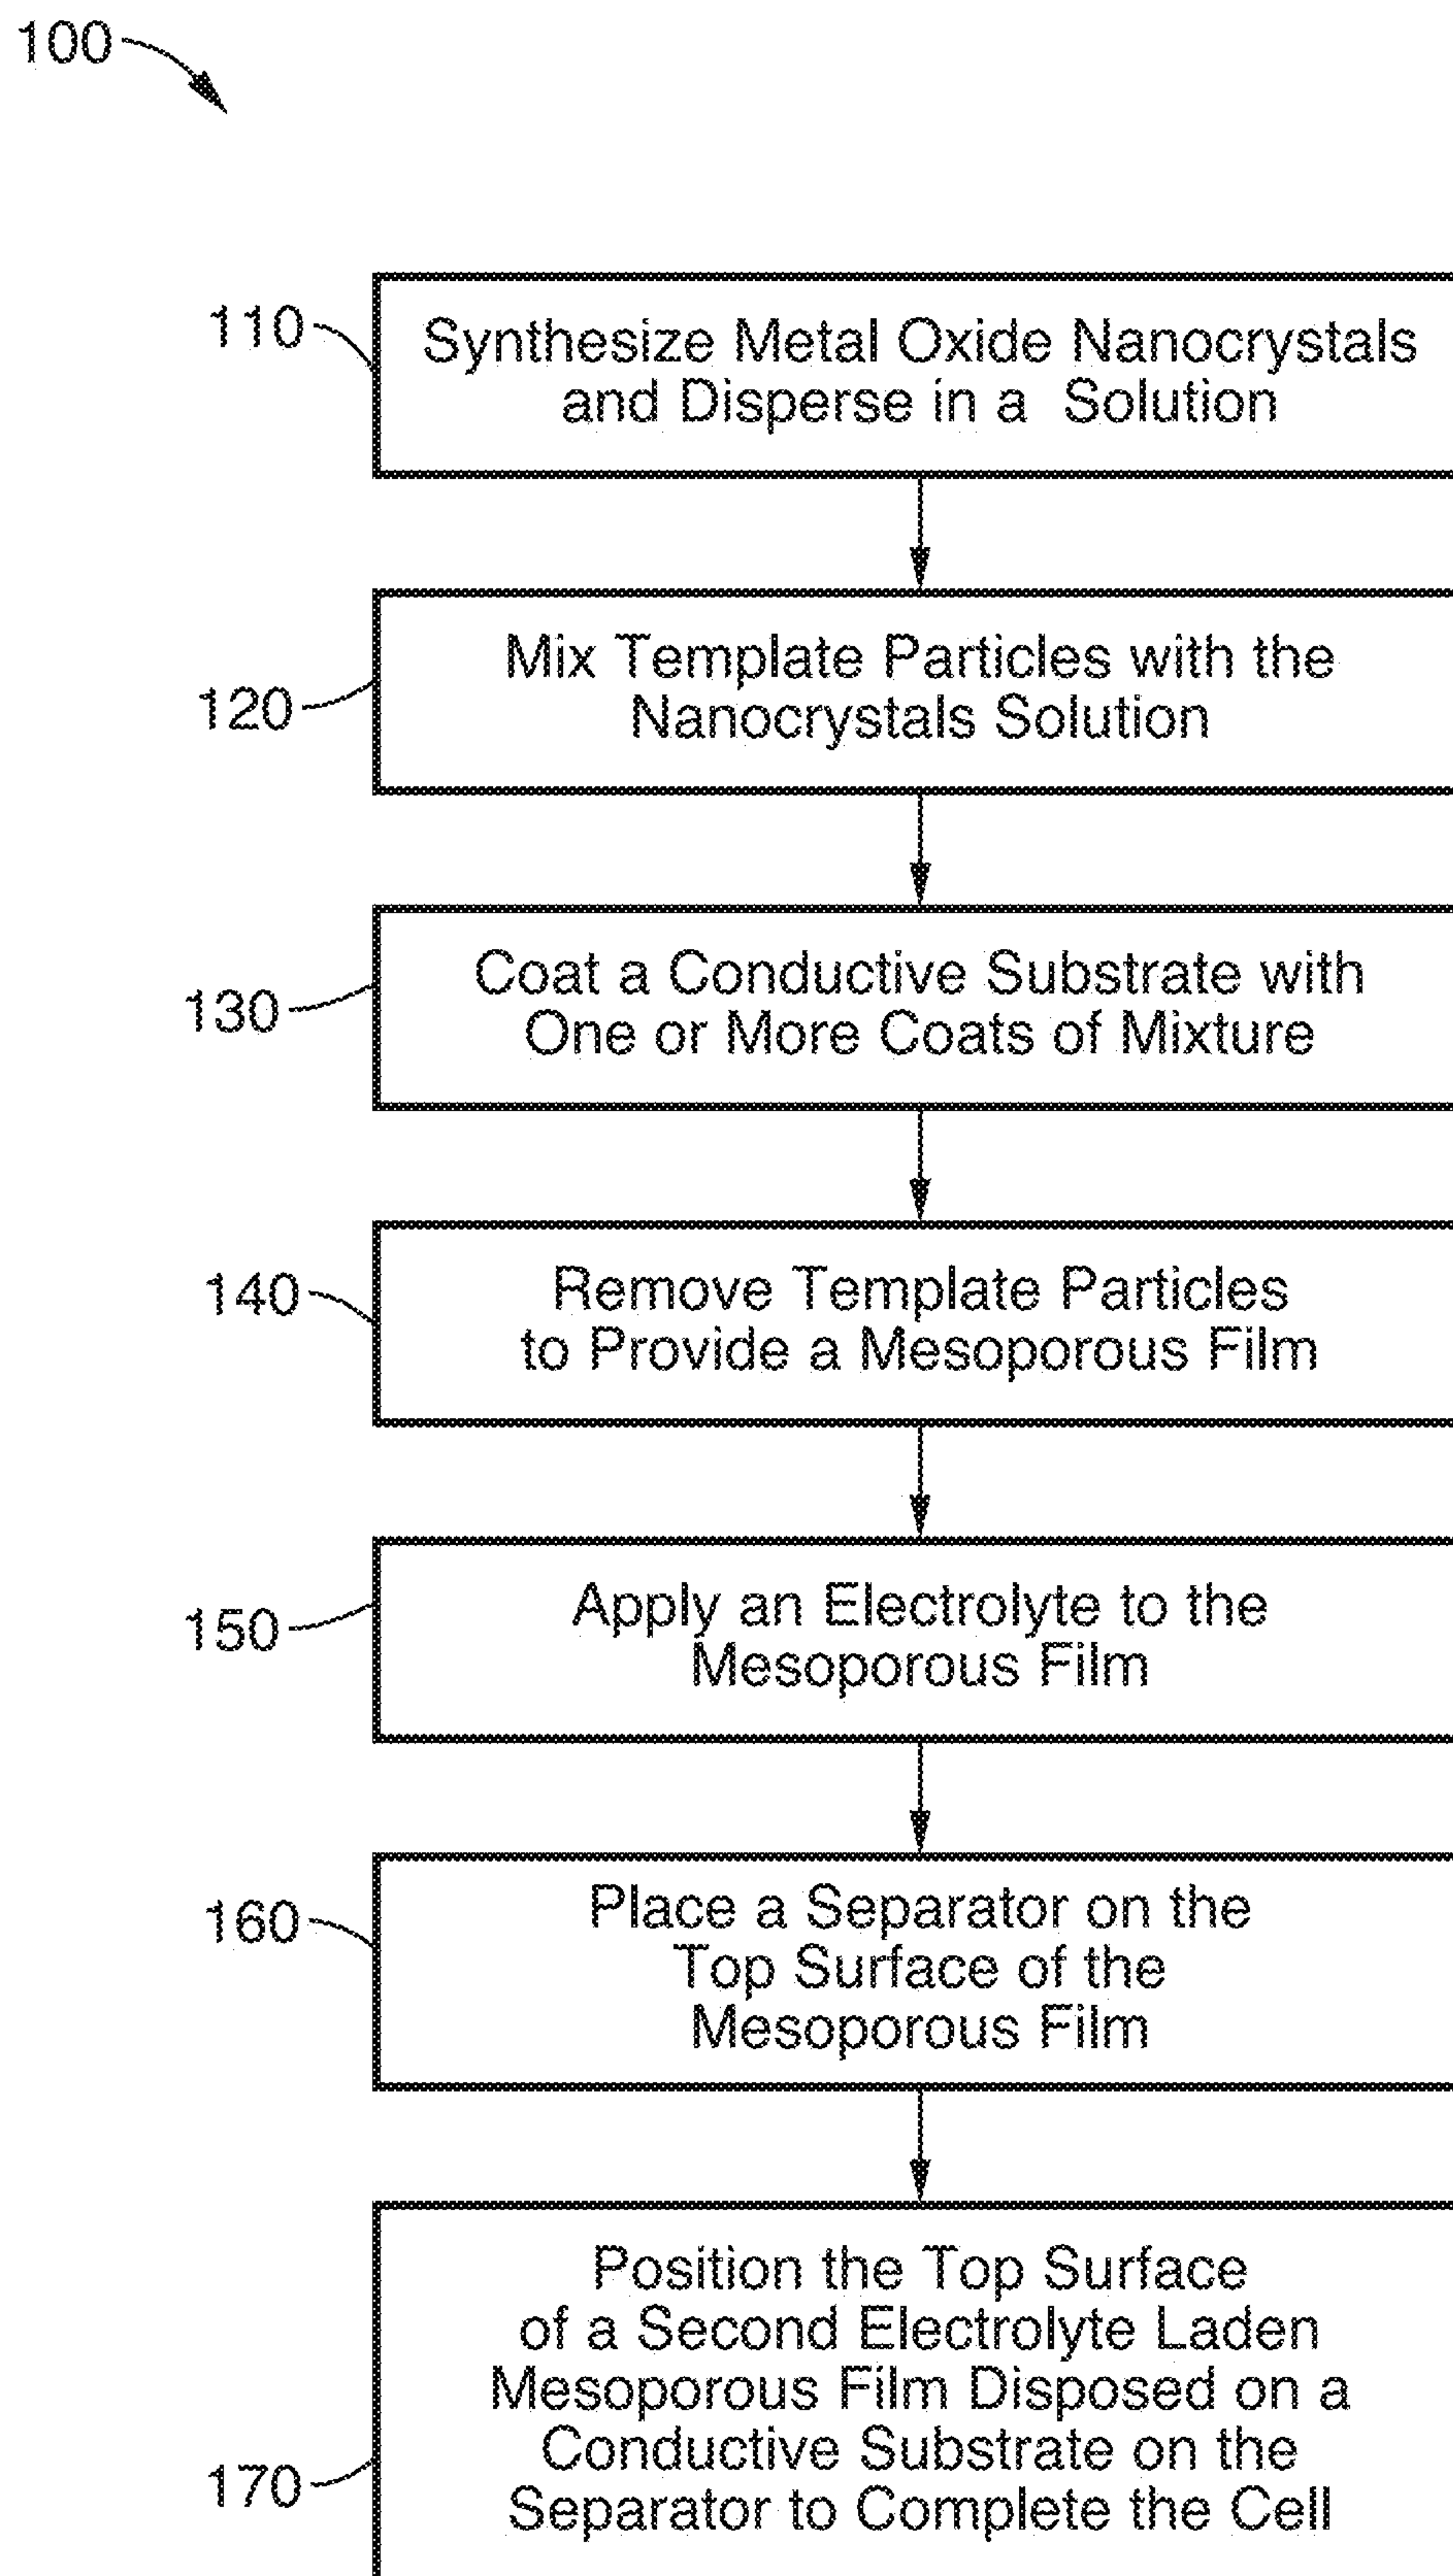 100
110
Synthesize Metal Oxide Nanocrystals
and Disperse in a Solution
120
Mix Template Particles with the
Nanocrystals Solution
130
Coat a Conductive Substrate with
One or More Coats of Mixture
140
Remove Template Particles
to Provide a Mesoporous Film
150
Apply an Electrolyte to the
Mesoporous Film
160
Place a Separator on the
Top Surface of the
Mesoporous Film
170
Position the Top Surface
of a Second Electrolyte Laden
Mesoporous Film Disposed on a
Conductive Substrate on the
Separator to Complete the Cell